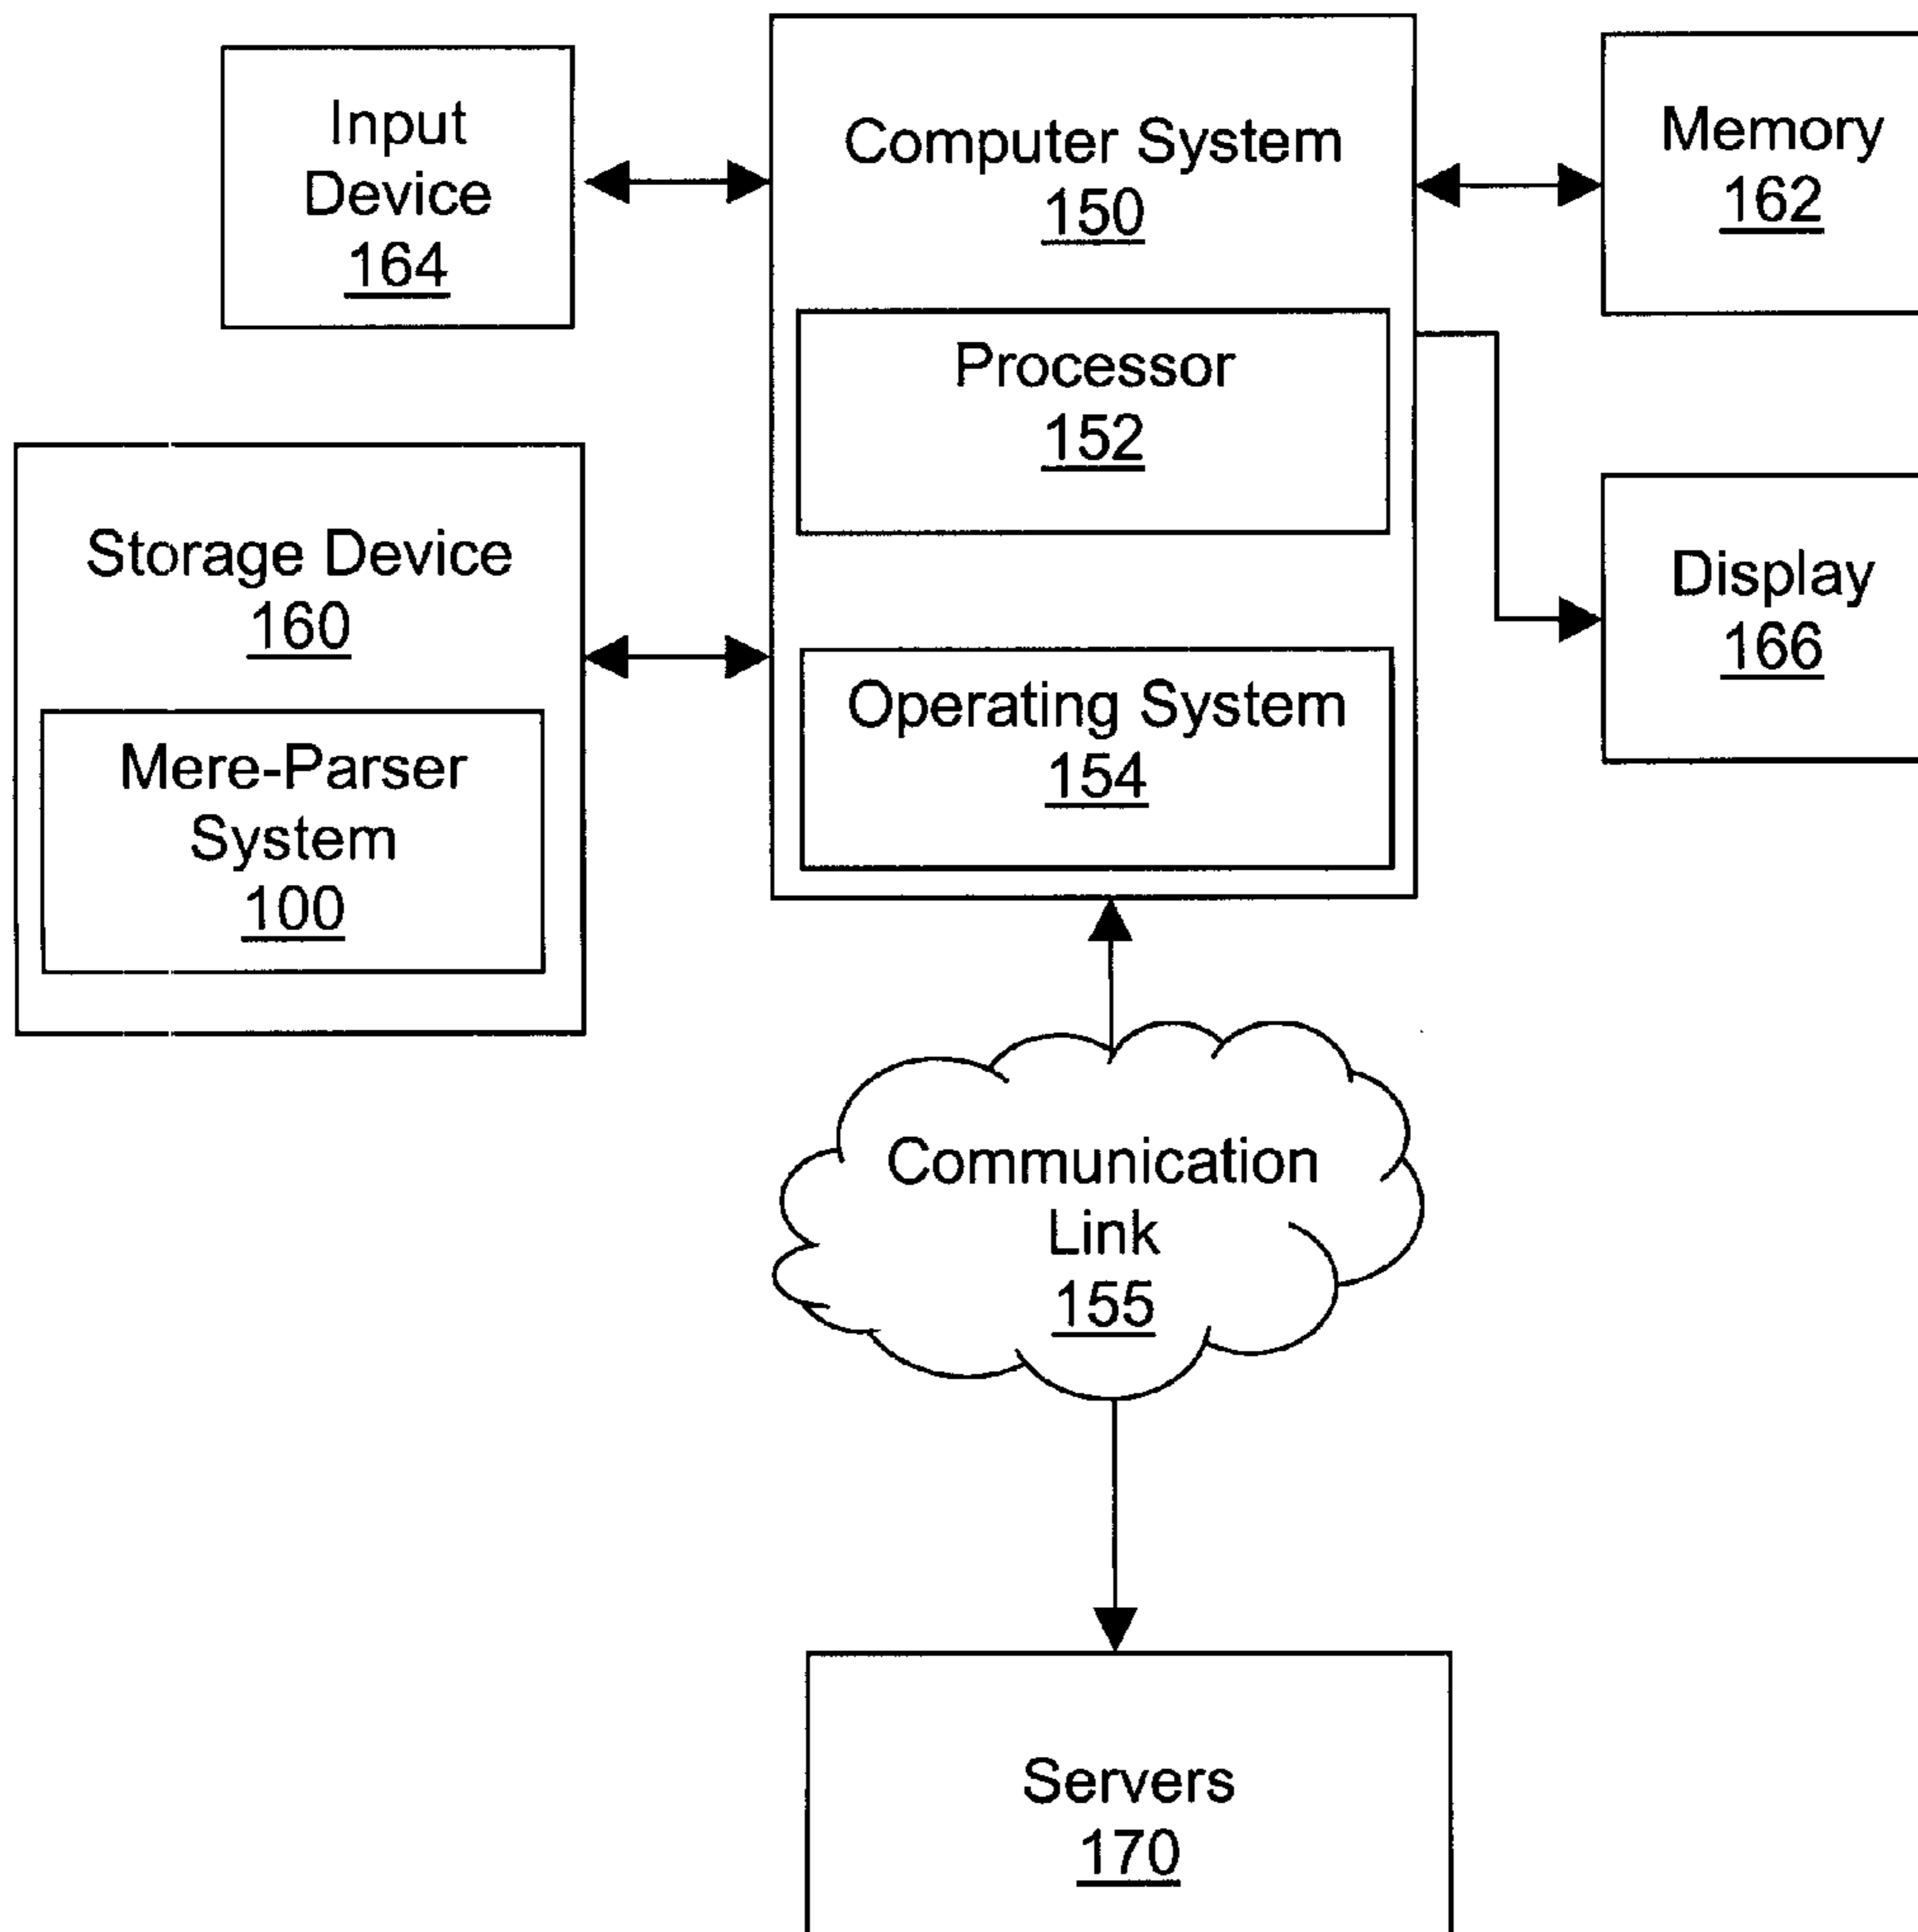 Input
Device
164
Computer System
150
Memory
162
Processor
152
Storage Device
160
Display
166
Operating System
154
Mere-Parser
System
100
Communication
Link
155
Servers
170